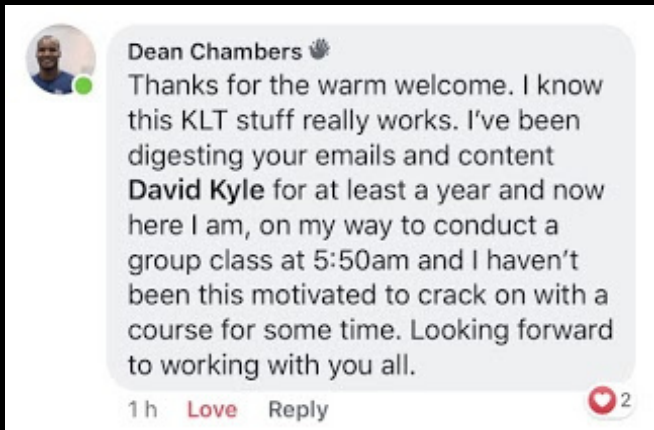 Dean Chambers
Thanks for the warm welcome. I know
this KLT stuff really works. I’ve been
digesting your emails and content
David Kyle for at least a year and now
here I am, on my way to conduct a
group class at 5:50am and I haven’t
been this motivated to crack on with a
course for some time. Looking forward
to working with you all.
1 h Love Reply 2